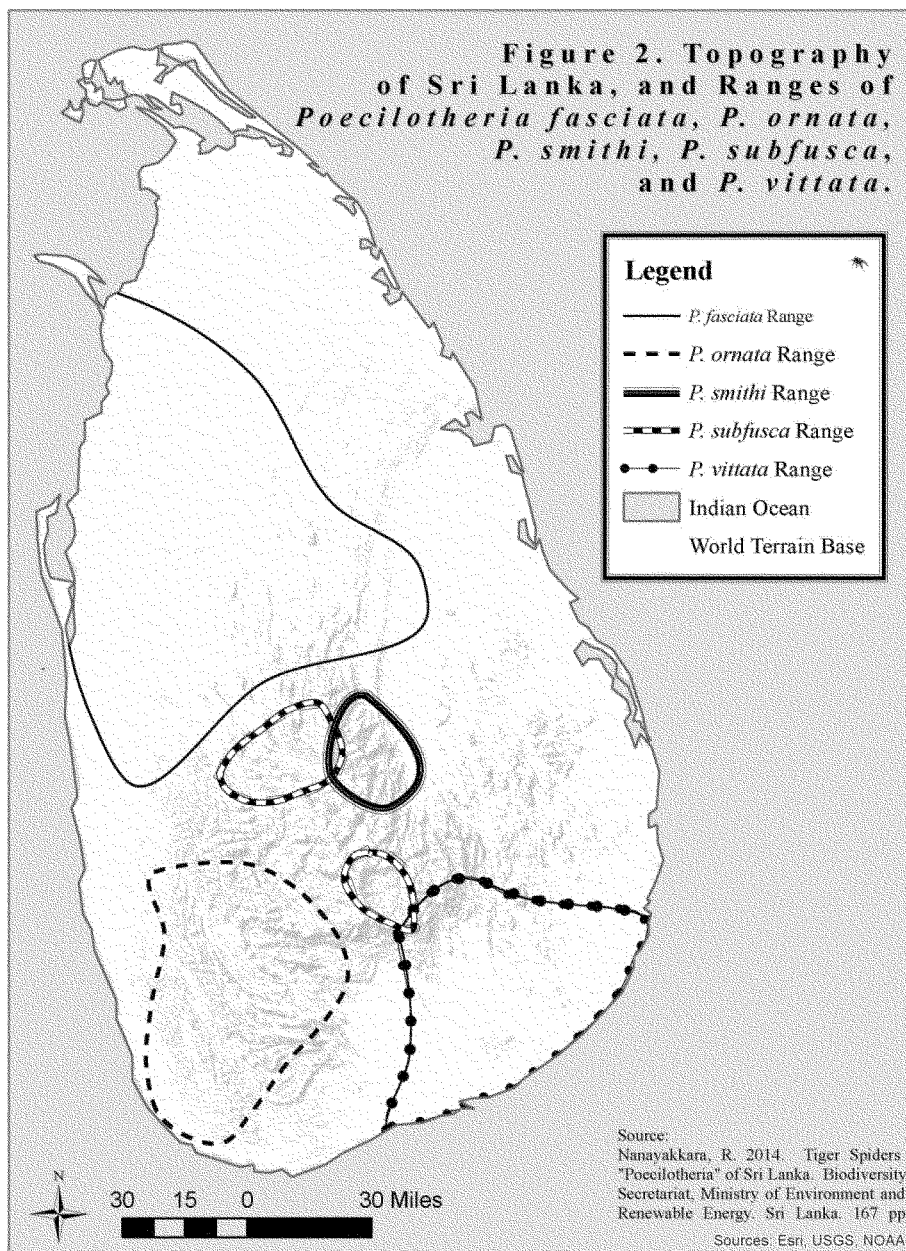 Figure 2. Topography
of Sri Lanka, and Ranges of
Poecilotheria fasciata, P. ornata,
P. smithi, P. subfusca,
and P. vittata.
Legend
P. fasciata Range
P. ornata Range
P. smithi Range
P. subfusca Range
P. vittata Range
Indian Ocean
World Terrain Base
Source:
Nanayakkara, R. 2014. Tiger Spiders
"Poecilotheria" of Sri Lanka. Biodiversity
Secretariat, Ministry of Environment and
Renewable Energy. Sri Lanka. 167 pp
Sources: Esri, USGS, NOAA
N
30 15 0 30 Miles